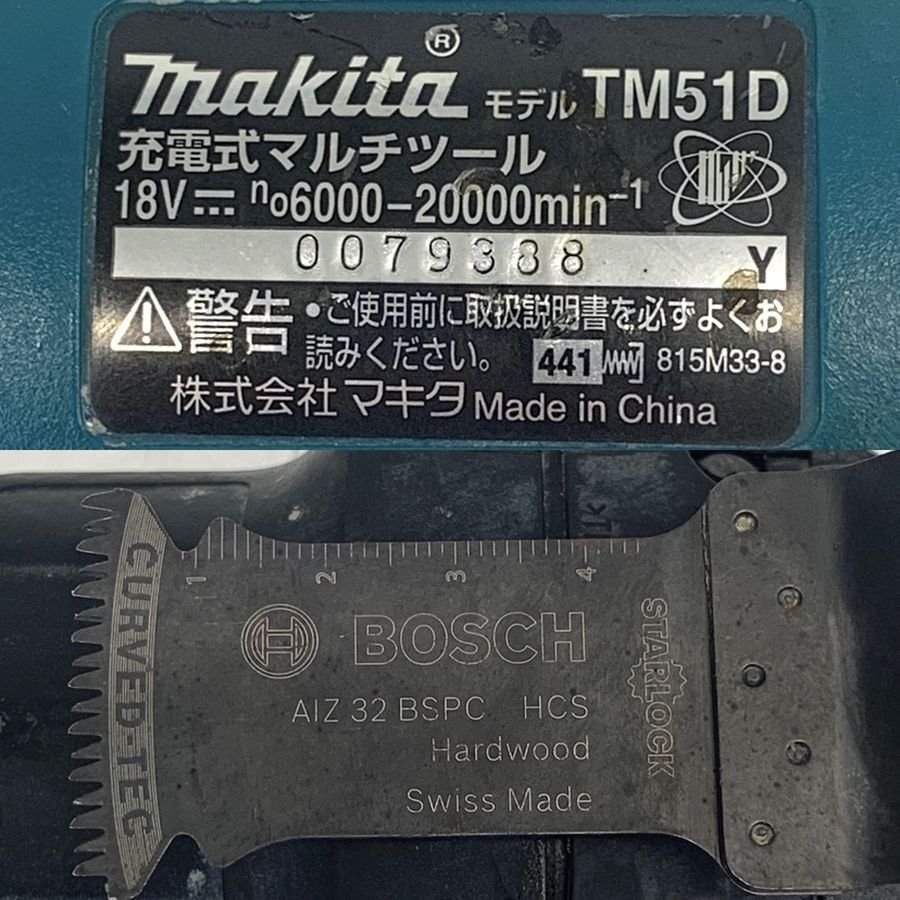 makita® モデル TM51D
充電式マルチツール
18V⎓ n₀6000-20000min⁻¹
0079388 Y
警告 •ご使用前に取扱説明書を必ずよくお
読みください。 441 815M33-8
株式会社 マキタ Made in China
CURVED-TEC
1 2 3 4
BOSCH
STARLOCK
AIZ 32 BSPC HCS
Hardwood
Swiss Made